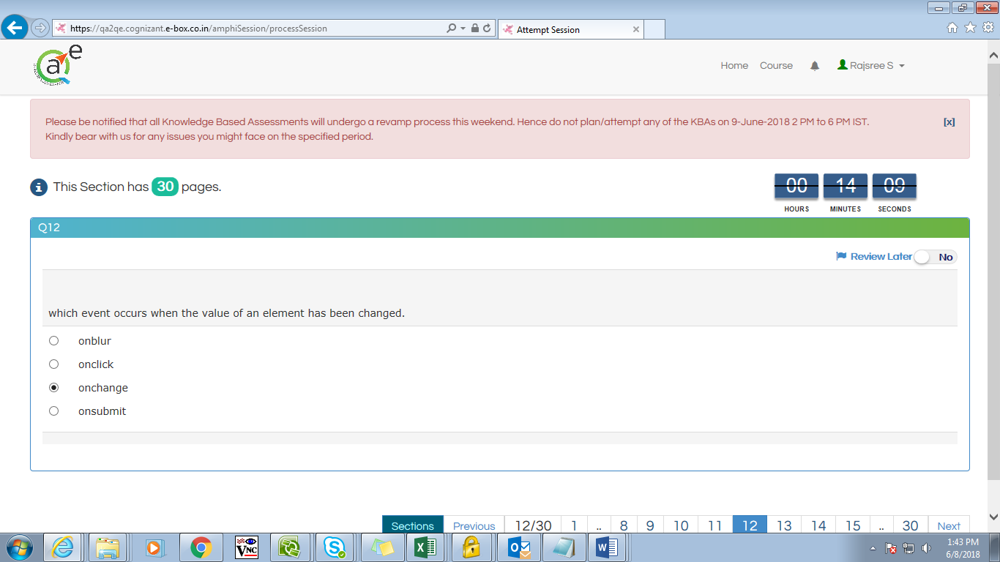 https://qa2qe.cognizant.e-box.co.in/amphiSession/processSession
Attempt Session
a e
Home Course Rajsree S
Please be notified that all Knowledge Based Assessments will undergo a revamp process this weekend. Hence do not plan/attempt any of the KBAs on 9-June-2018 2 PM to 6 PM IST.
[x]
Kindly bear with us for any issues you might face on the specified period.
This Section has 30 pages.
00 14 09
HOURS MINUTES SECONDS
Q12
Review Later No
which event occurs when the value of an element has been changed.
onblur
onclick
onchange
onsubmit
Sections Previous 12/30 1 .. 8 9 10 11 12 13 14 15 .. 30 Next
VNC
1:43 PM
6/8/2018